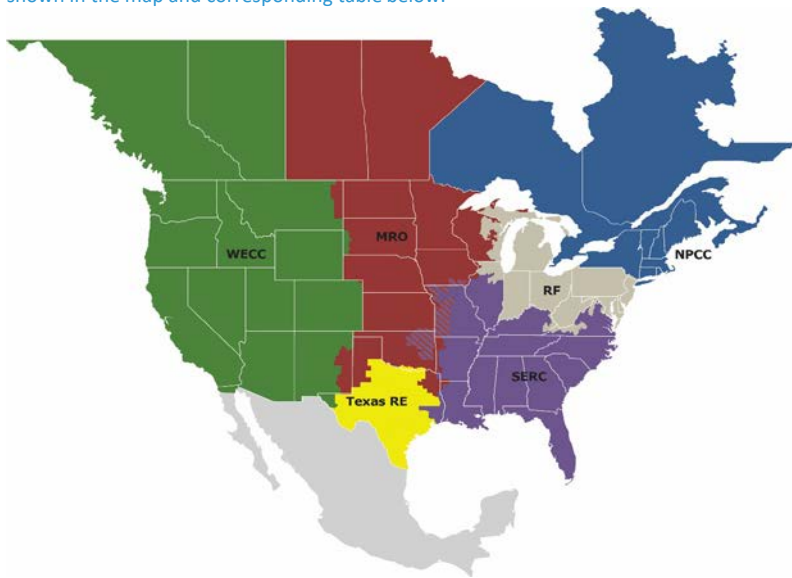 shown in the map and corresponding table below.
WECC
MRO
NPCC
RF
SERC
Texas RE